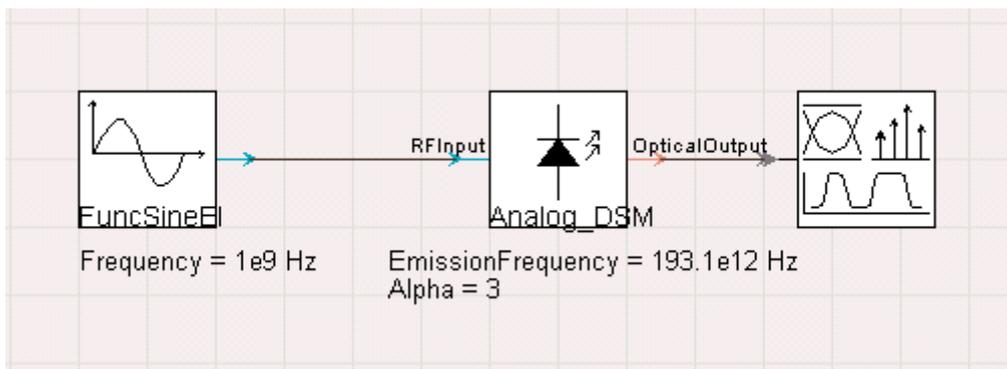 RFInput
OpticalOutput
FuncSineEl
Analog_DSM
Frequency = 1e9 Hz
EmissionFrequency = 193.1e12 Hz
Alpha = 3